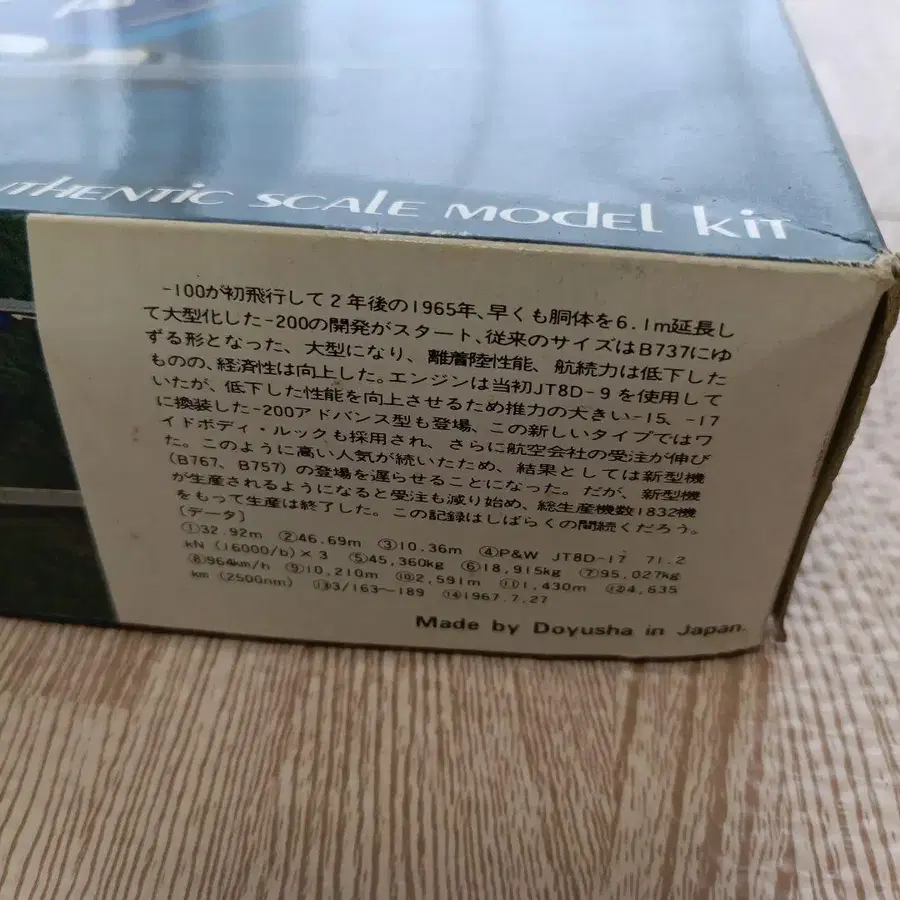 UTHENTIC SCALE MODEL KIT
-100が初飛行して2年後の1965年、早くも胴体を6.1m延長し
て大型化した-200の開発がスタート、従来のサイズはB737にゆ
ずる形となった、大型になり、離着陸性能、航続力は低下した
ものの、経済性は向上した。エンジンは当初JT8D-9を使用して
いたが、低下した性能を向上させるため推力の大きい-15、-17
に換装した-200アドバンス型も登場、この新しいタイプではワ
イドボディ・ルックも採用され、さらに航空会社の受注が伸び
た。このように高い人気が続いたため、結果としては新型機
(B767、B757)の登場を遅らせることになった。だが、新型機
が生産されるようになると受注も減り始め、総生産機数1832機
をもって生産は終了した。この記録はしばらくの間続くだろう。
〔データ〕
①32.92m ②46.69m ③10.36m ④P&W JT8D-17 71.2
kN (16000/b)×3 ⑤45,360kg ⑥18,915kg ⑦95,027kg
⑧964km/h ⑨10,210m ⑩2,591m ⑪1,430m ⑫4,635
km (2500nm) ⑬3/163~189 ⑭1967.7.27
Made by Doyusha in Japan.